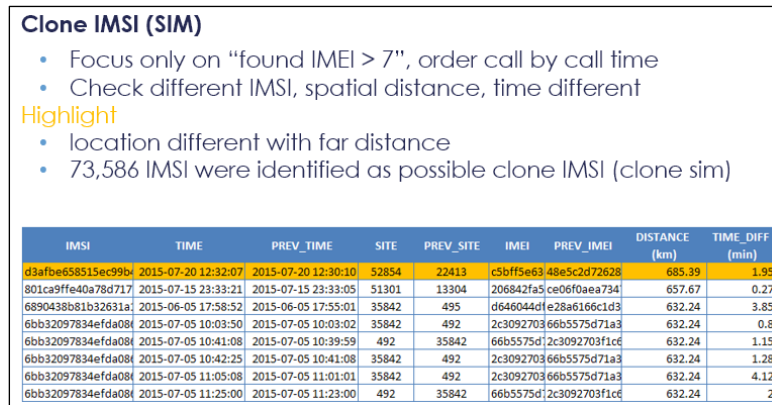 Clone IMSI (SIM)
• Focus only on “found IMEI > 7”, order call by call time
• Check different IMSI, spatial distance, time different
Highlight
• location different with far distance
• 73,586 IMSI were identified as possible clone IMSI (clone sim)
IMSI TIME PREV_TIME SITE PREV_SITE IMEI PREV_IMEI DISTANCE (km) TIME_DIFF (min)
d3afbe658515ec99b 2015-07-20 12:32:07 2015-07-20 12:30:10 52854 22413 c5bff5e63 48e5c2d72628 685.39 1.95
801ca9ffe40a78d717 2015-07-15 23:33:21 2015-07-15 23:33:05 51301 13304 206842fa5 ce06f0aea734 657.67 0.27
6890438b81b32631a 2015-06-05 17:58:52 2015-06-05 17:55:01 35842 495 d646044d e28a6166c1d3 632.24 3.85
6bb32097834efda08 2015-07-05 10:03:50 2015-07-05 10:03:02 35842 492 2c3092703 66b5575d71a3 632.24 0.8
6bb32097834efda08 2015-07-05 10:41:08 2015-07-05 10:39:59 492 35842 66b5575d 2c3092703f1c6 632.24 1.15
6bb32097834efda08 2015-07-05 10:42:25 2015-07-05 10:41:08 35842 492 2c3092703 66b5575d71a3 632.24 1.28
6bb32097834efda08 2015-07-05 11:05:08 2015-07-05 11:01:01 35842 492 2c3092703 66b5575d71a3 632.24 4.12
6bb32097834efda08 2015-07-05 11:25:00 2015-07-05 11:23:00 492 35842 66b5575d 2c3092703f1c6 632.24 2